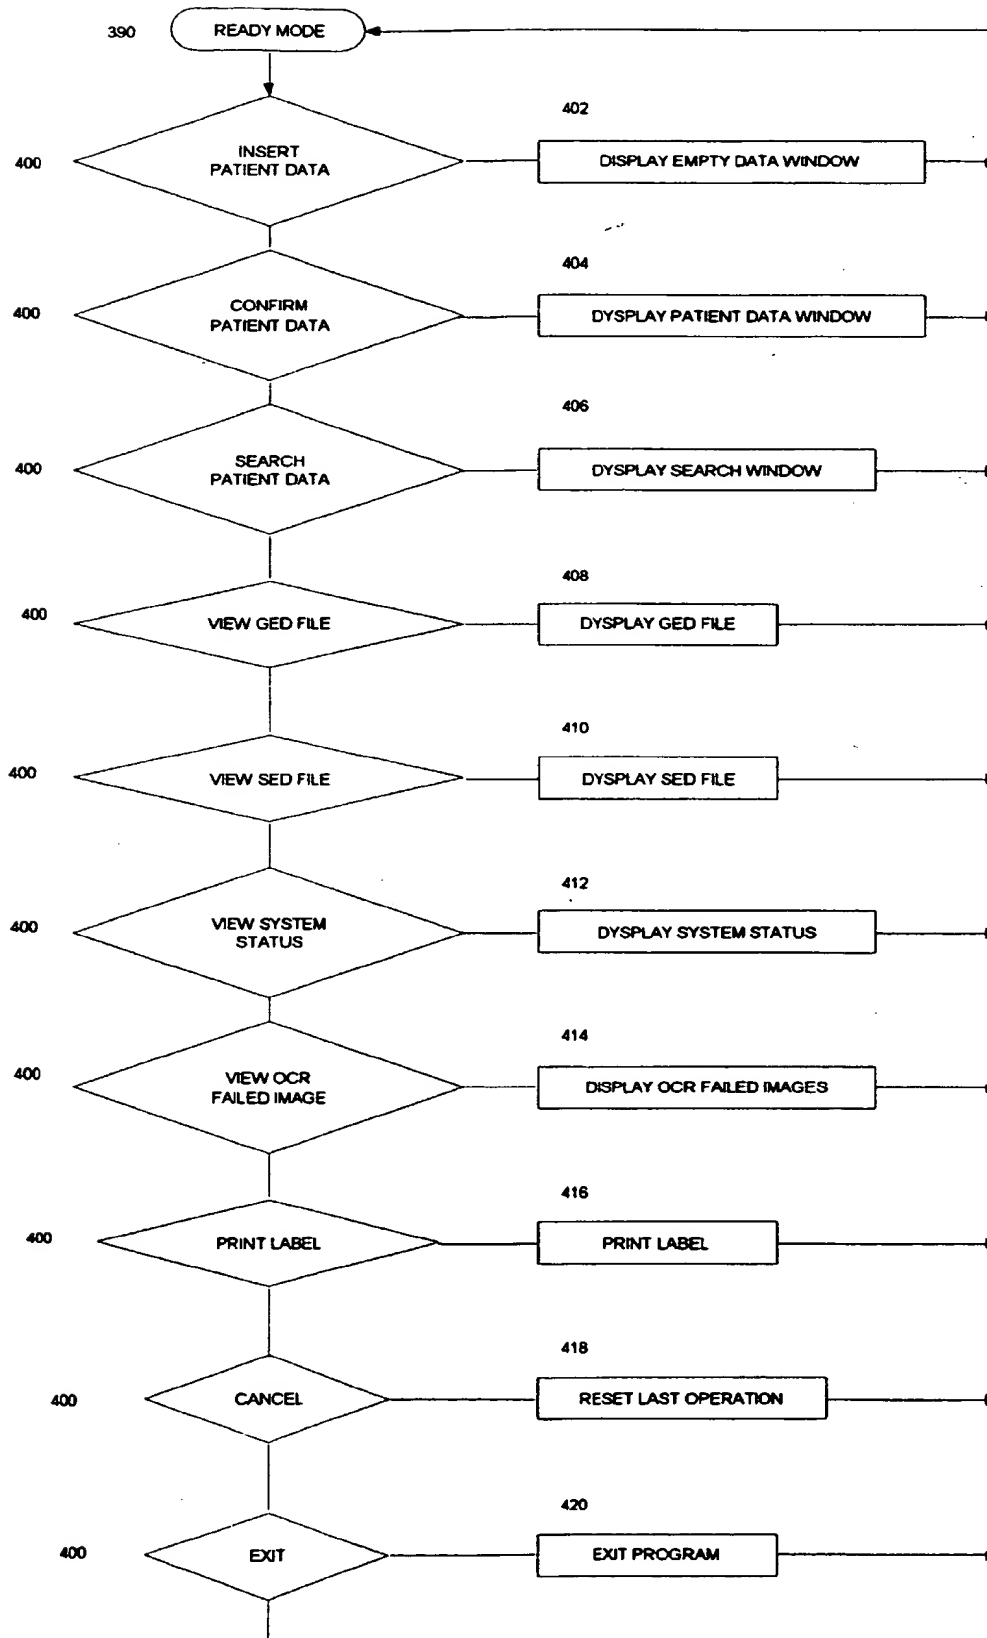 390
READY MODE
402
400
INSERT
PATIENT DATA
DISPLAY EMPTY DATA WINDOW
404
400
CONFIRM
PATIENT DATA
DYSPLAY PATIENT DATA WINDOW
406
400
SEARCH
PATIENT DATA
DYSPLAY SEARCH WINDOW
408
400
VIEW GED FILE
DYSPLAY GED FILE
410
400
VIEW SED FILE
DYSPLAY SED FILE
412
400
VIEW SYSTEM
STATUS
DYSPLAY SYSTEM STATUS
414
400
VIEW OCR
FAILED IMAGE
DISPLAY OCR FAILED IMAGES
416
400
PRINT LABEL
PRINT LABEL
418
400
CANCEL
RESET LAST OPERATION
420
400
EXIT
EXIT PROGRAM